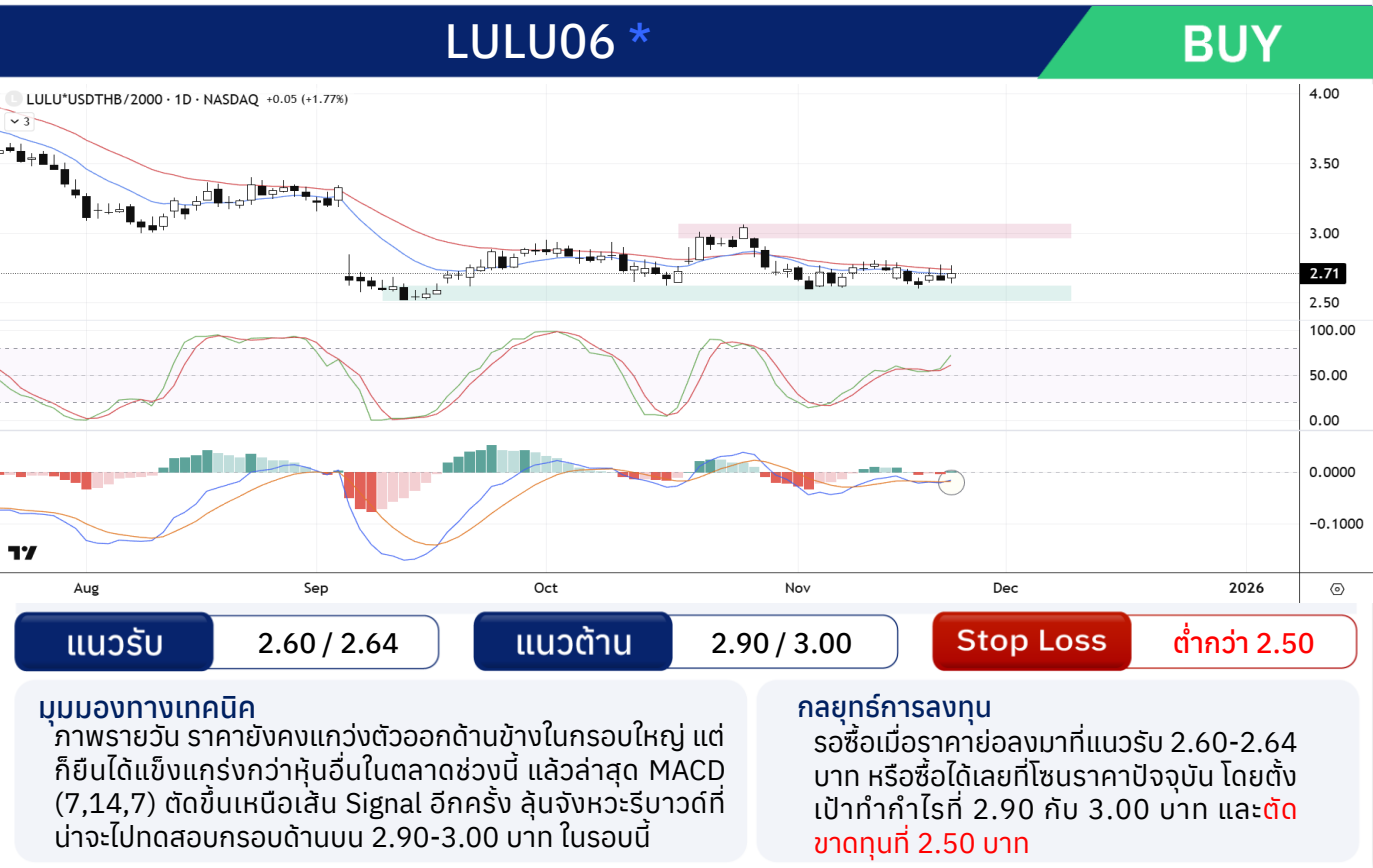 LULU06 *
BUY
LULU*USDTHB/2000 · 1D · NASDAQ +0.05 (+1.77%)
3
4.00
3.50
3.00
2.71
2.50
100.00
50.00
0.00
0.0000
−0.1000
Aug Sep Oct Nov Dec 2026
แนวรับ 2.60 / 2.64
แนวต้าน 2.90 / 3.00
Stop Loss ต่ำกว่า 2.50
มุมมองทางเทคนิค
ภาพรายวัน ราคายังคงแกว่งตัวออกด้านข้างในกรอบใหญ่ แต่
ก็ยืนได้แข็งแกร่งกว่าหุ้นอื่นในตลาดช่วงนี้ แล้วล่าสุด MACD
(7,14,7) ตัดขึ้นเหนือเส้น Signal อีกครั้ง ลุ้นจังหวะรีบาวด์ที่
น่าจะไปทดสอบกรอบด้านบน 2.90-3.00 บาท ในรอบนี้
กลยุทธ์การลงทุน
รอซื้อเมื่อราคาย่อลงมาที่แนวรับ 2.60-2.64
บาท หรือซื้อได้เลยที่โซนราคาปัจจุบัน โดยตั้ง
เป้าทำกำไรที่ 2.90 กับ 3.00 บาท และตัด
ขาดทุนที่ 2.50 บาท